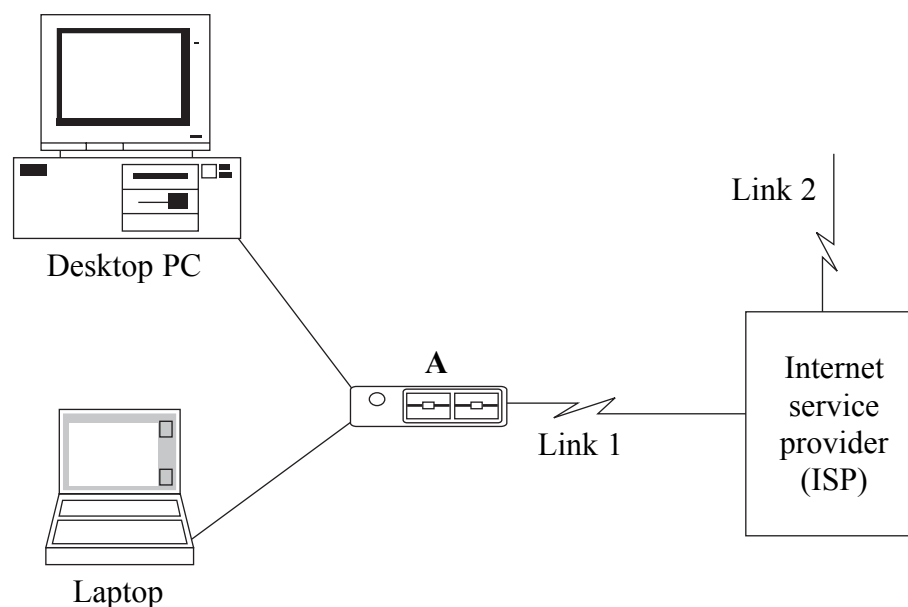 Desktop PC
Link 2
A
Link 1
Internet
service
provider
(ISP)
Laptop